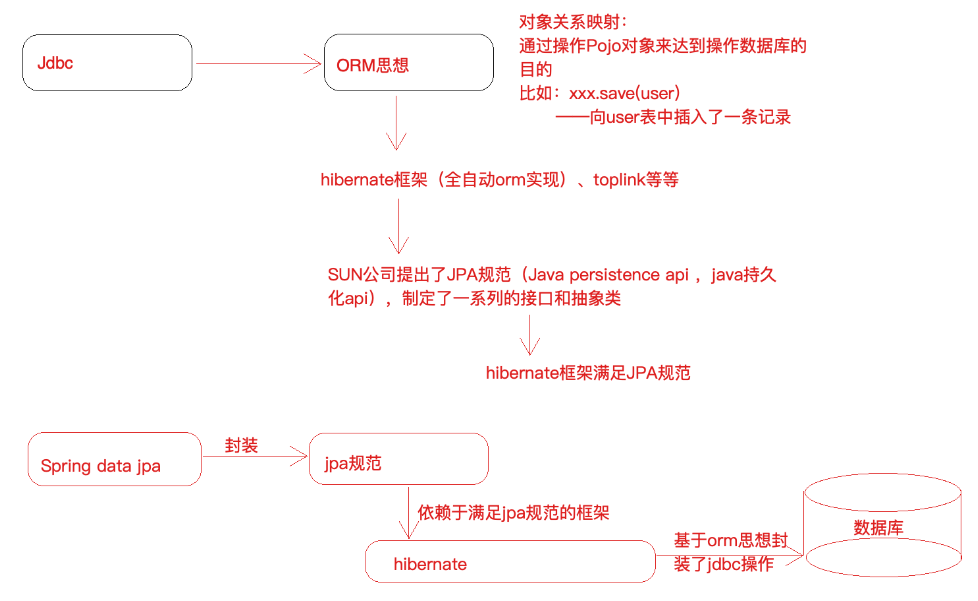 Jdbc
ORM思想
对象关系映射：
通过操作Pojo对象来达到操作数据库的
目的
比如：xxx.save(user)
——向user表中插入了一条记录
hibernate框架（全自动orm实现）、toplink等等
SUN公司提出了JPA规范（Java persistence api ，java持久
化api），制定了一系列的接口和抽象类
hibernate框架满足JPA规范
Spring data jpa
封装
jpa规范
依赖于满足jpa规范的框架
hibernate
基于orm思想封
装了jdbc操作
数据库